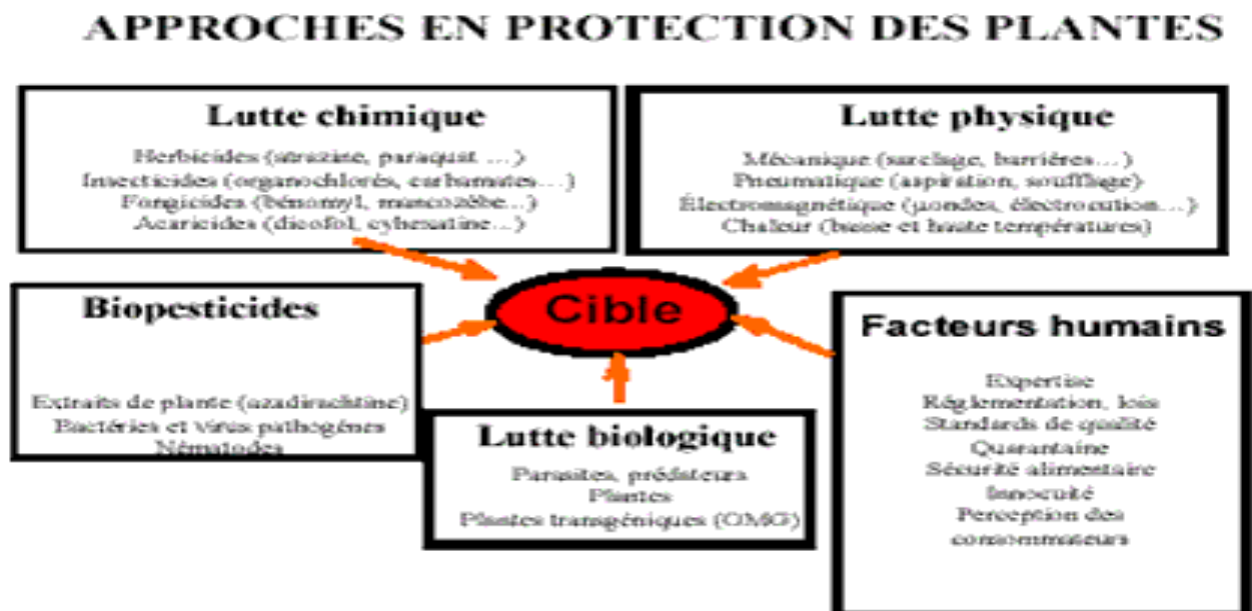 APPROCHES EN PROTECTION DES PLANTES
Lutte chimique
Herbicides (atrazine, paraquat ...)
Insecticides (organochlorés, carbamates...)
Fongicides (bénomyl, mancozèbe...)
Acaricides (dicofol, cyhexatine...)
Lutte physique
Mécanique (sarclage, barrières...)
Pneumatique (aspiration, soufflage)
Électromagnétique (µondes, électrocution...)
Chaleur (basse et haute températures)
Cible
Biopesticides
Extraits de plante (azadirachtine)
Bactéries et virus pathogènes
Nématodes
Lutte biologique
Parasites, prédateurs
Plantes
Plantes transgéniques (OMG)
Facteurs humains
Expertise
Réglementation, lois
Standards de qualité
Quarantaine
Sécurité alimentaire
Innocuité
Perception des
consommateurs